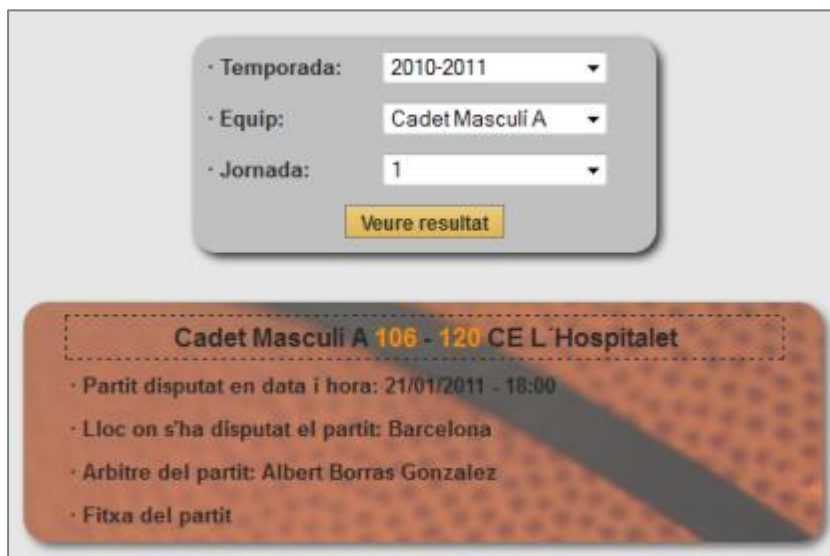 · Temporada: 2010-2011
· Equip: Cadet Masculí A
· Jornada: 1
Veure resultat
Cadet Masculí A 106 - 120 CE L´Hospitalet
· Partit disputat en data i hora: 21/01/2011 - 18:00
· Lloc on s'ha disputat el partit: Barcelona
· Arbitre del partit: Albert Borras Gonzalez
· Fitxa del partit